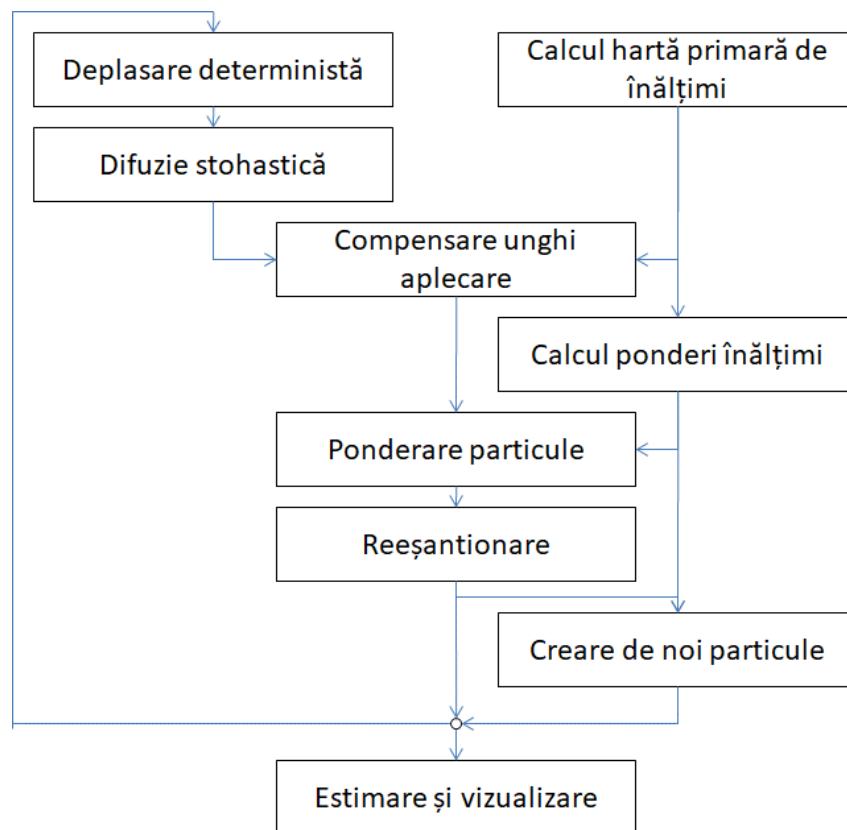 Deplasare deterministă
Calcul hartă primară de
înălțimi
Difuzie stohastică
Compensare unghi
aplecare
Calcul ponderi înălțimi
Ponderare particule
Reeșantionare
Creare de noi particule
Estimare și vizualizare